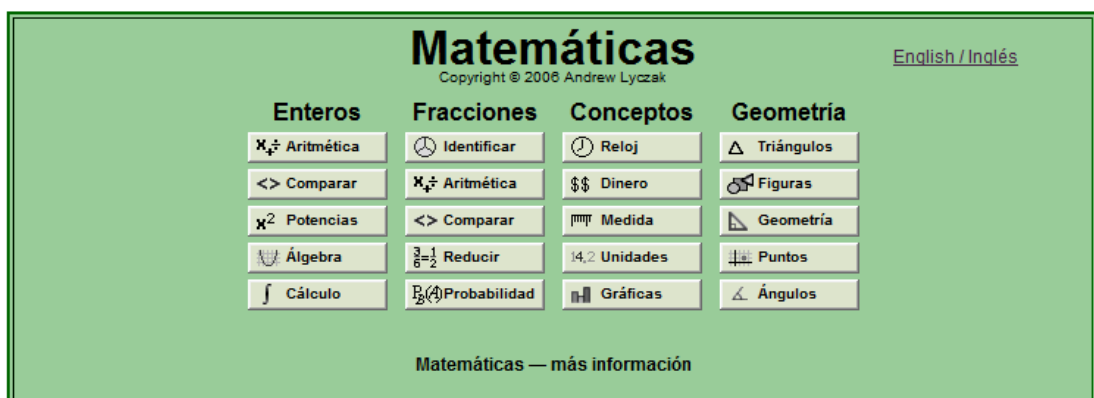 Matemáticas
English / Inglés
Copyright © 2006 Andrew Lyczak
Enteros Fracciones Conceptos Geometría
x+÷ Aritmética Identificar Reloj Triángulos
<> Comparar x+÷ Aritmética $$ Dinero Figuras
x² Potencias <> Comparar Medida Geometría
Álgebra 3/6=1/2 Reducir 14.2 Unidades Puntos
∫ Cálculo Probabilidad Gráficas Ángulos
Matemáticas — más información